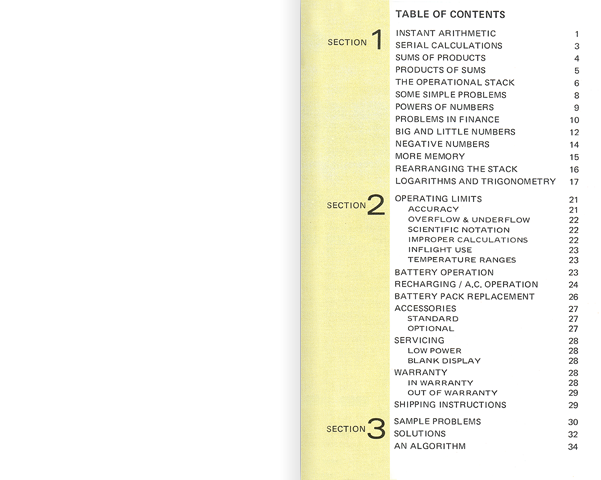 TABLE OF CONTENTS
SECTION 1
INSTANT ARITHMETIC 1
SERIAL CALCULATIONS 3
SUMS OF PRODUCTS 4
PRODUCTS OF SUMS 5
THE OPERATIONAL STACK 6
SOME SIMPLE PROBLEMS 8
POWERS OF NUMBERS 9
PROBLEMS IN FINANCE 10
BIG AND LITTLE NUMBERS 12
NEGATIVE NUMBERS 14
MORE MEMORY 15
REARRANGING THE STACK 16
LOGARITHMS AND TRIGONOMETRY 17
SECTION 2
OPERATING LIMITS 21
ACCURACY 21
OVERFLOW & UNDERFLOW 22
SCIENTIFIC NOTATION 22
IMPROPER CALCULATIONS 22
INFLIGHT USE 23
TEMPERATURE RANGES 23
BATTERY OPERATION 23
RECHARGING / A.C. OPERATION 24
BATTERY PACK REPLACEMENT 26
ACCESSORIES 27
STANDARD 27
OPTIONAL 27
SERVICING 28
LOW POWER 28
BLANK DISPLAY 28
WARRANTY 28
IN WARRANTY 28
OUT OF WARRANTY 29
SHIPPING INSTRUCTIONS 29
SECTION 3
SAMPLE PROBLEMS 30
SOLUTIONS 32
AN ALGORITHM 34